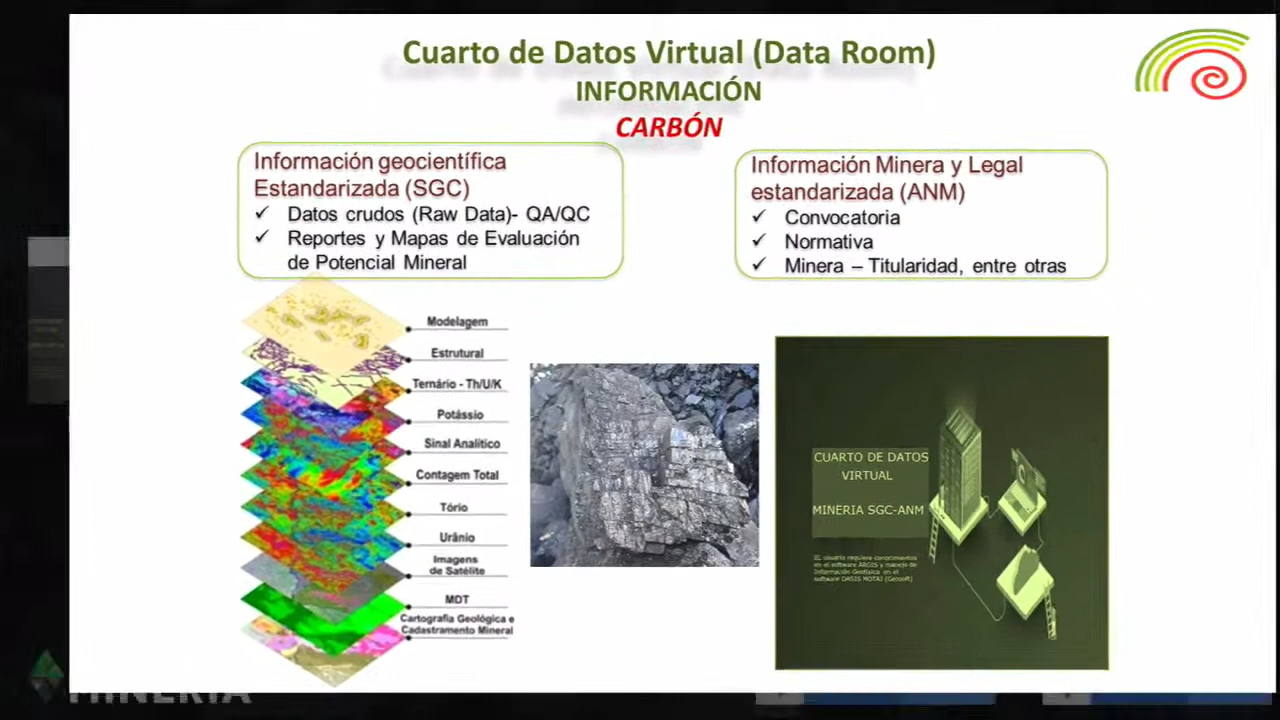 Cuarto de Datos Virtual (Data Room)
INFORMACIÓN
CARBÓN
Información geocientífica
Estandarizada (SGC)
✓ Datos crudos (Raw Data)- QA/QC
✓ Reportes y Mapas de Evaluación
de Potencial Mineral
Información Minera y Legal
estandarizada (ANM)
✓ Convocatoria
✓ Normativa
✓ Minera – Titularidad, entre otras
Modelagem
Estrutural
Ternário - Th/U/K
Potássio
Sinal Analítico
Contagem Total
Tório
Urânio
Imagens
de Satélite
MDT
Cartografia Geológica e
Cadastramento Mineral
CUARTO DE DATOS
VIRTUAL
MINERIA SGC-ANM
EL usuario requiere conocimientos
en el software ARGIS y manejo de
Información Geofísica en el
software OASIS MOTAJ (Geosoft)
MINERÍA